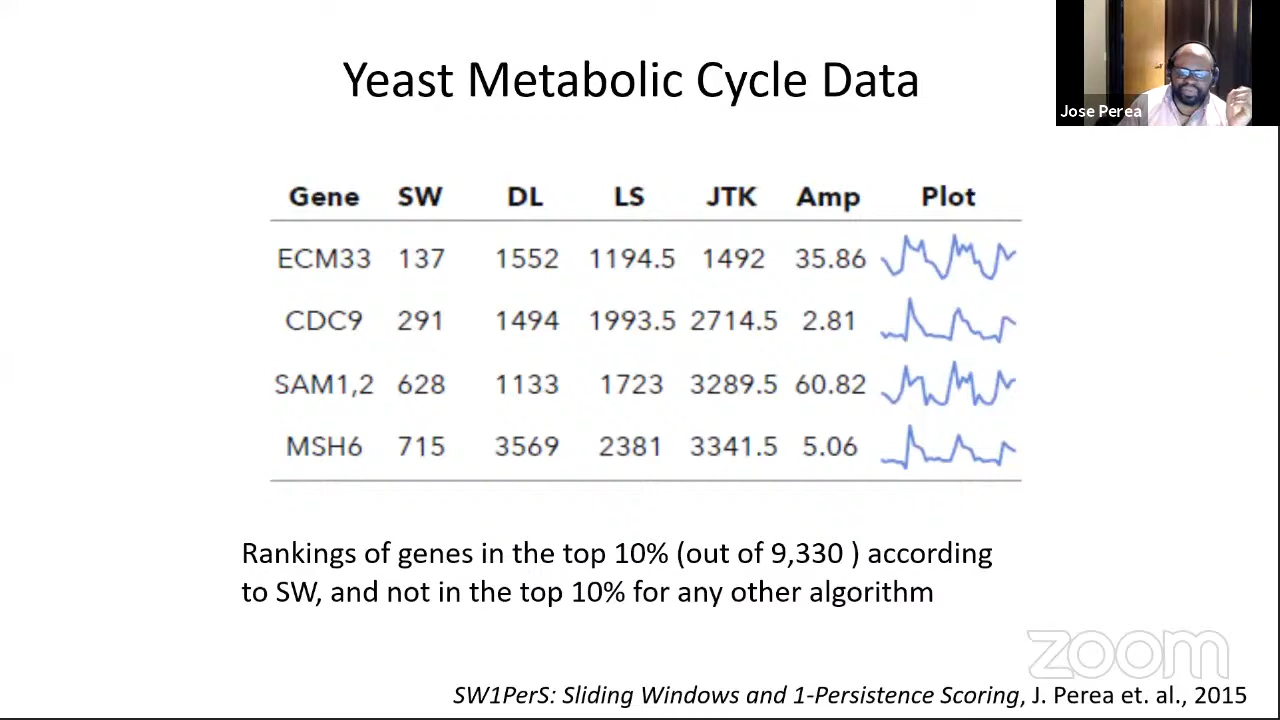 Yeast Metabolic Cycle Data
Jose Perea
Gene SW DL LS JTK Amp Plot
ECM33 137 1552 1194.5 1492 35.86
CDC9 291 1494 1993.5 2714.5 2.81
SAM1,2 628 1133 1723 3289.5 60.82
MSH6 715 3569 2381 3341.5 5.06
Rankings of genes in the top 10% (out of 9,330 ) according
to SW, and not in the top 10% for any other algorithm
zoom
SW1PerS: Sliding Windows and 1-Persistence Scoring, J. Perea et. al., 2015